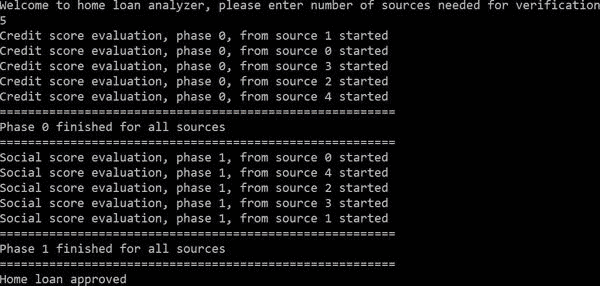 Welcome to home loan analyzer, please enter number of sources needed for verification
5
Credit score evaluation, phase 0, from source 1 started
Credit score evaluation, phase 0, from source 0 started
Credit score evaluation, phase 0, from source 3 started
Credit score evaluation, phase 0, from source 2 started
Credit score evaluation, phase 0, from source 4 started
========================================================
Phase 0 finished for all sources
========================================================
Social score evaluation, phase 1, from source 0 started
Social score evaluation, phase 1, from source 4 started
Social score evaluation, phase 1, from source 2 started
Social score evaluation, phase 1, from source 3 started
Social score evaluation, phase 1, from source 1 started
========================================================
Phase 1 finished for all sources
========================================================
Home loan approved